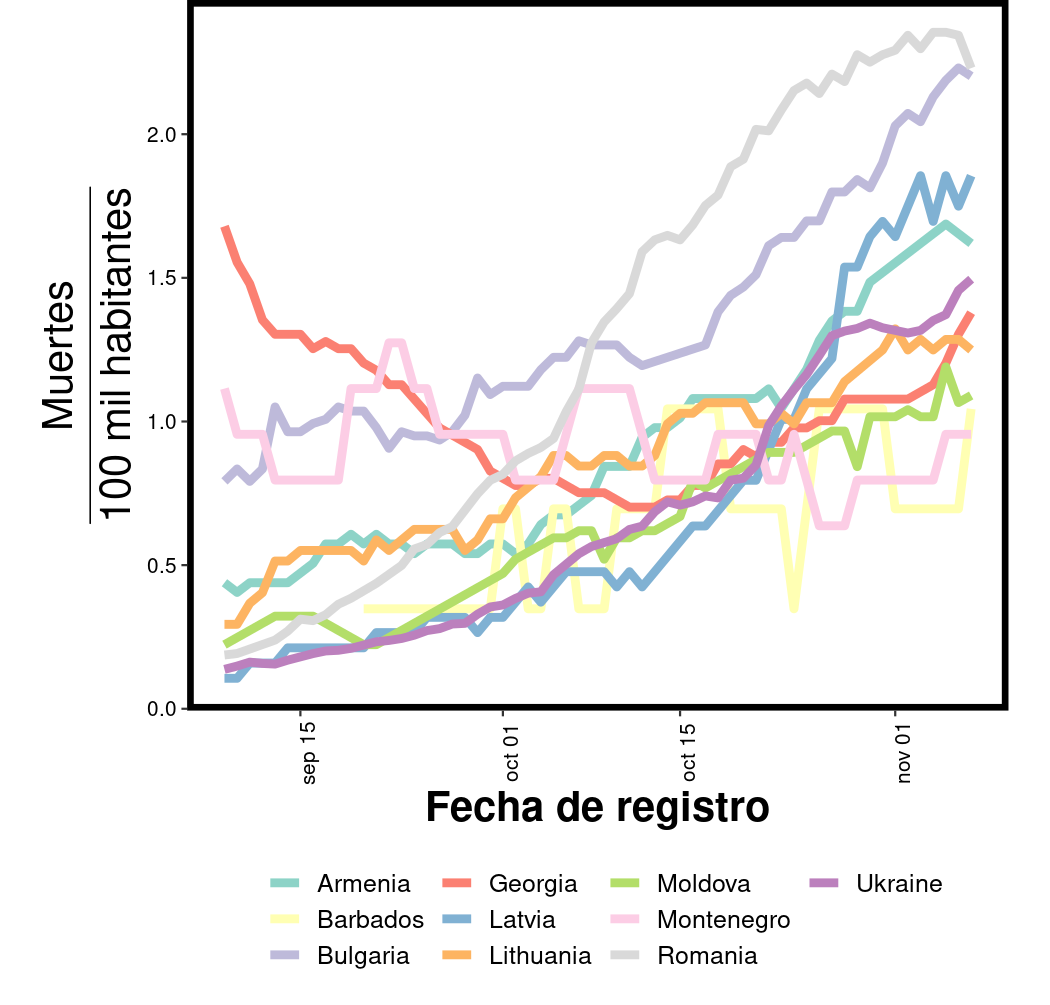 Muertes
100 mil habitantes
2.0
1.5
1.0
0.5
0.0
sep 15
oct 01
oct 15
nov 01
Fecha de registro
Armenia Georgia Moldova Ukraine
Barbados Latvia Montenegro
Bulgaria Lithuania Romania